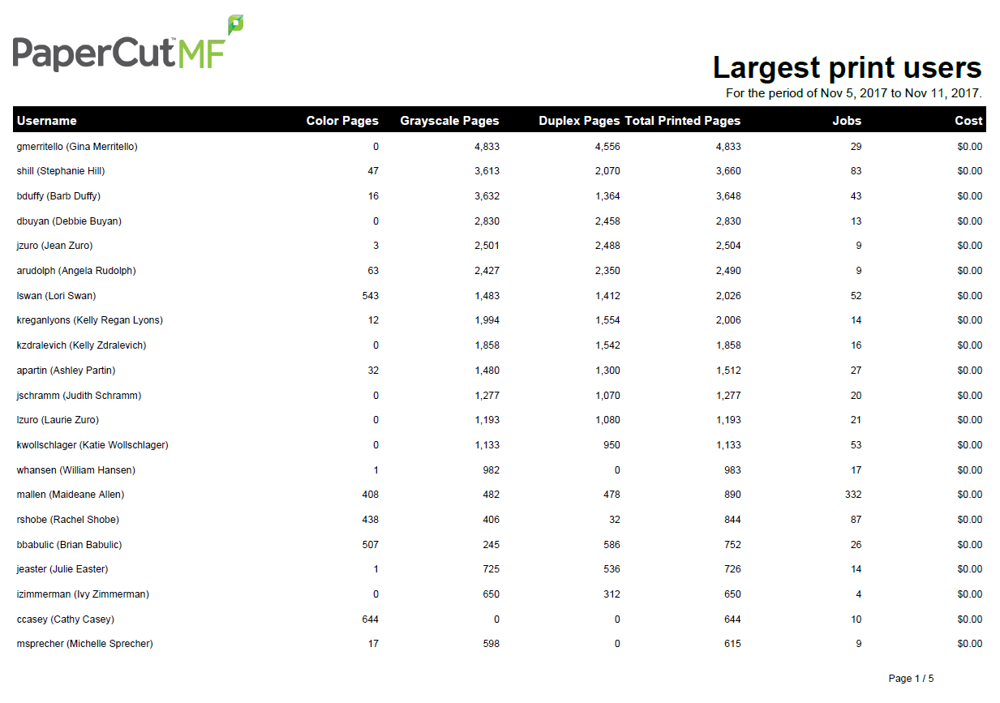 PaperCut™MF
Largest print users
For the period of Nov 5, 2017 to Nov 11, 2017.
Username Color Pages Grayscale Pages Duplex Pages Total Printed Pages Jobs Cost
gmerritello (Gina Merritello) 0 4,833 4,556 4,833 29 $0.00
shill (Stephanie Hill) 47 3,613 2,070 3,660 83 $0.00
bduffy (Barb Duffy) 16 3,632 1,364 3,648 43 $0.00
dbuyan (Debbie Buyan) 0 2,830 2,458 2,830 13 $0.00
jzuro (Jean Zuro) 3 2,501 2,488 2,504 9 $0.00
arudolph (Angela Rudolph) 63 2,427 2,350 2,490 9 $0.00
lswan (Lori Swan) 543 1,483 1,412 2,026 52 $0.00
kreganlyons (Kelly Regan Lyons) 12 1,994 1,554 2,006 14 $0.00
kzdralevich (Kelly Zdralevich) 0 1,858 1,542 1,858 16 $0.00
apartin (Ashley Partin) 32 1,480 1,300 1,512 27 $0.00
jschramm (Judith Schramm) 0 1,277 1,070 1,277 20 $0.00
lzuro (Laurie Zuro) 0 1,193 1,080 1,193 21 $0.00
kwollschlager (Katie Wollschlager) 0 1,133 950 1,133 53 $0.00
whansen (William Hansen) 1 982 0 983 17 $0.00
mallen (Maideane Allen) 408 482 478 890 332 $0.00
rshobe (Rachel Shobe) 438 406 32 844 87 $0.00
bbabulic (Brian Babulic) 507 245 586 752 26 $0.00
jeaster (Julie Easter) 1 725 536 726 14 $0.00
izimmerman (Ivy Zimmerman) 0 650 312 650 4 $0.00
ccasey (Cathy Casey) 644 0 0 644 10 $0.00
msprecher (Michelle Sprecher) 17 598 0 615 9 $0.00
Page 1 / 5